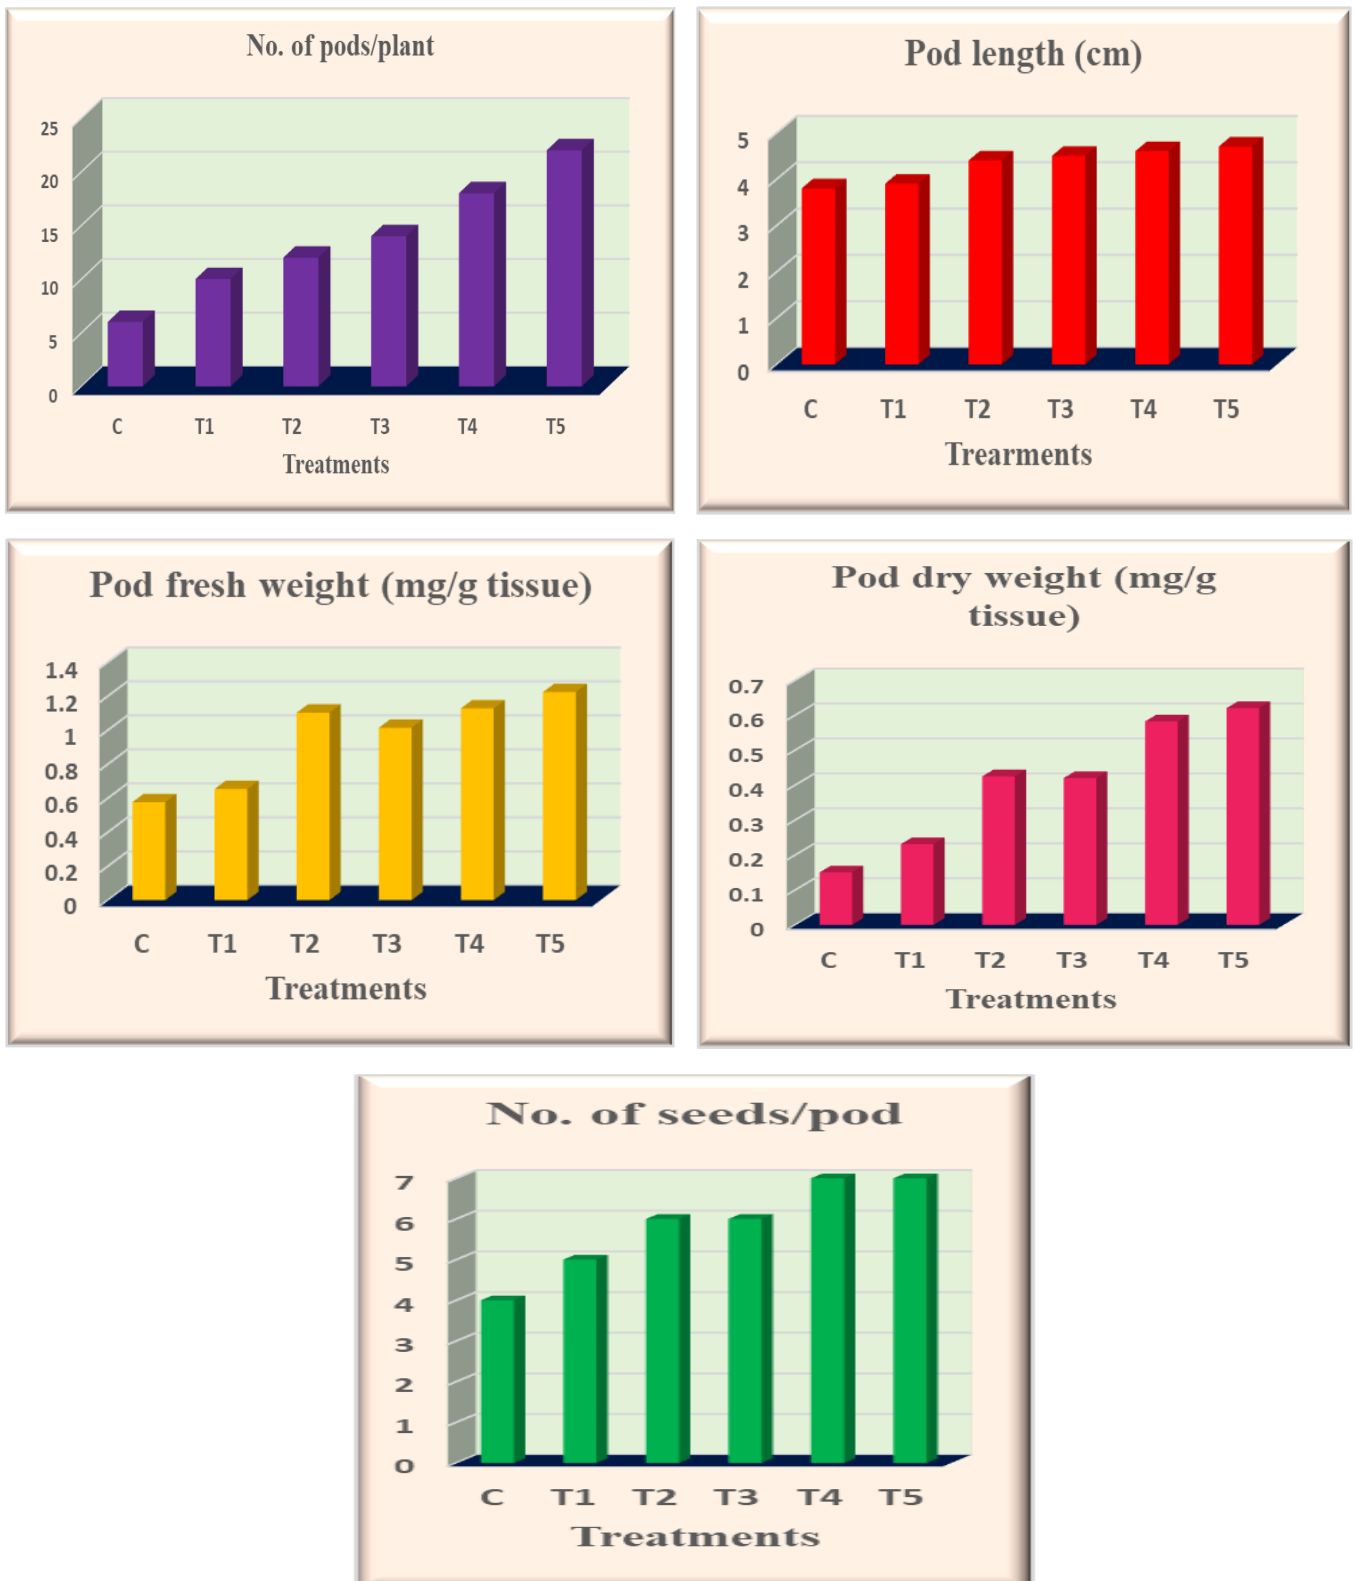 No. of pods/plant
25
20
15
10
5
0
C T1 T2 T3 T4 T5
Treatments
Pod length (cm)
5
4
3
2
1
0
C T1 T2 T3 T4 T5
Trearments
Pod fresh weight (mg/g tissue)
1.4
1.2
1
0.8
0.6
0.4
0.2
0
C T1 T2 T3 T4 T5
Treatments
Pod dry weight (mg/g
tissue)
0.7
0.6
0.5
0.4
0.3
0.2
0.1
0
C T1 T2 T3 T4 T5
Treatments
No. of seeds/pod
7
6
5
4
3
2
1
0
C T1 T2 T3 T4 T5
Treatments